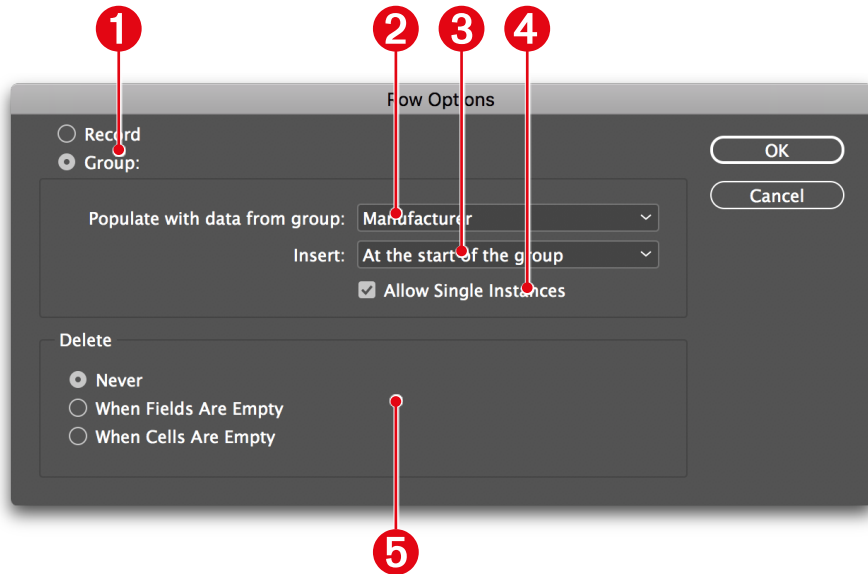 1 2 3 4
Row Options
Record
Group:
OK
Cancel
Populate with data from group: Manufacturer
Insert: At the start of the group
Allow Single Instances
Delete
Never
When Fields Are Empty
When Cells Are Empty
5